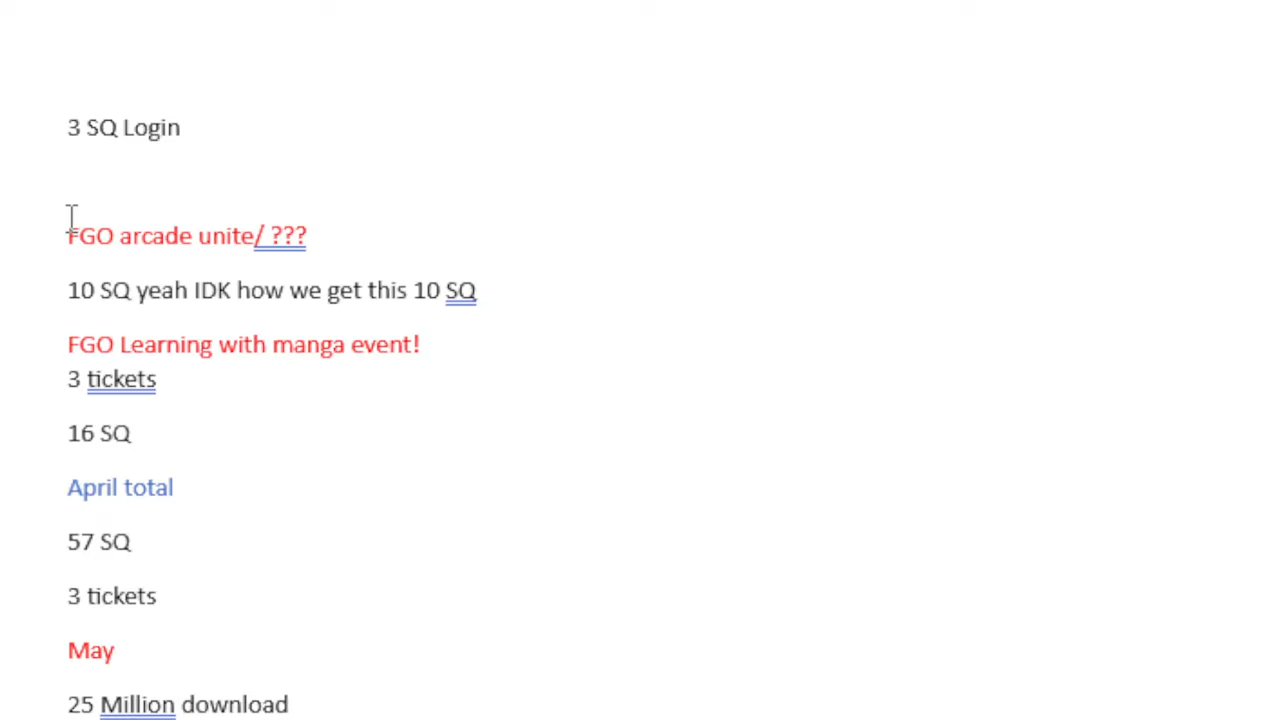 3 SQ Login
FGO arcade unite/ ???
10 SQ yeah IDK how we get this 10 SQ
FGO Learning with manga event!
3 tickets
16 SQ
April total
57 SQ
3 tickets
May
25 Million download